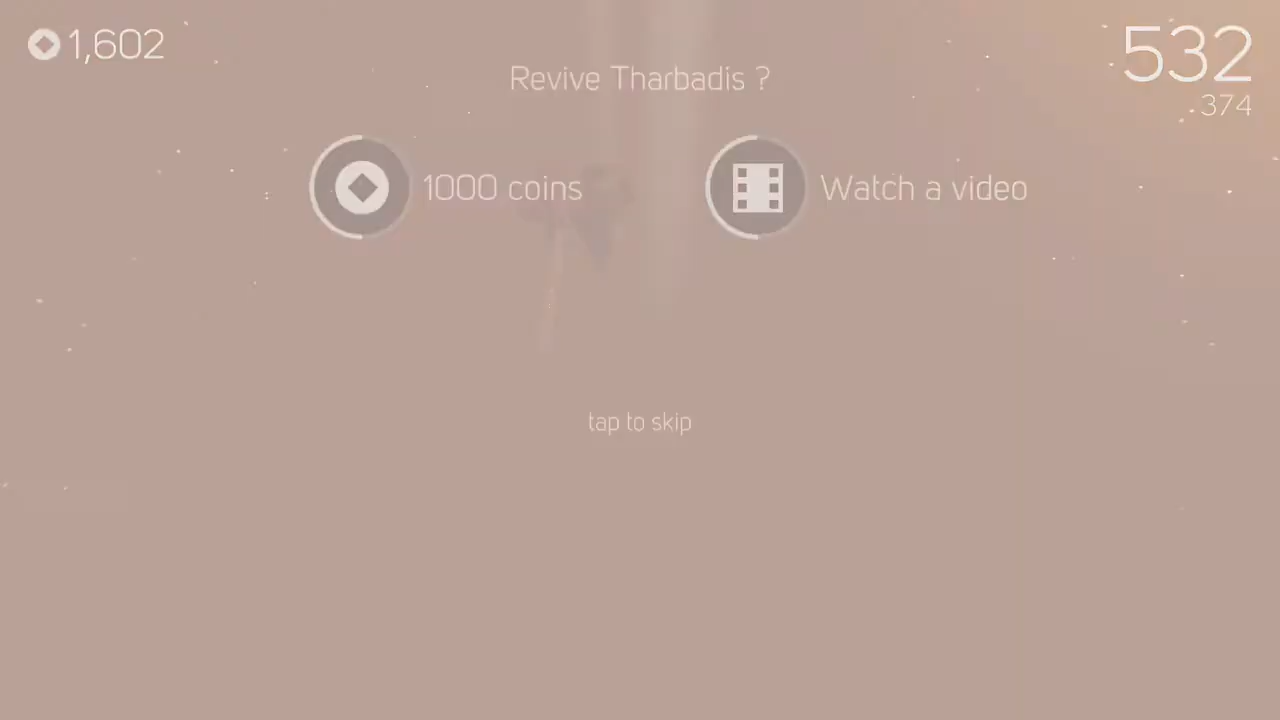 1,602
532
374
Revive Tharbadis ?
1000 coins
Watch a video
tap to skip